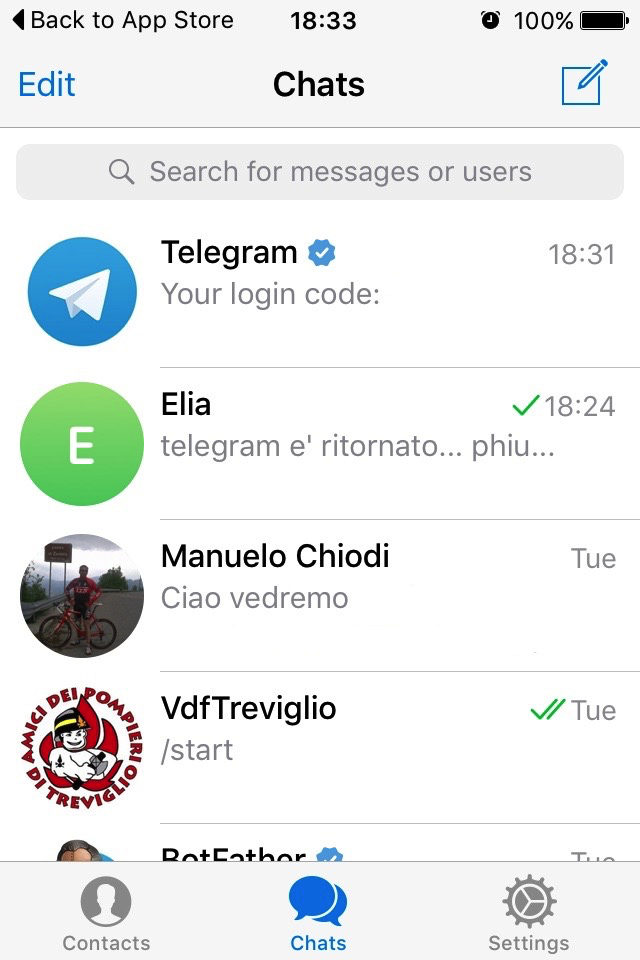 Back to App Store 18:33 100%
Edit Chats
Search for messages or users
Telegram 18:31
Your login code:
Elia 18:24
E
telegram e' ritornato... phiu...
Manuelo Chiodi Tue
Ciao vedremo
VdfTreviglio Tue
/start
AMICI DEI POMPIERI
DI TREVIGLIO
BotFather Tue
Contacts Chats Settings